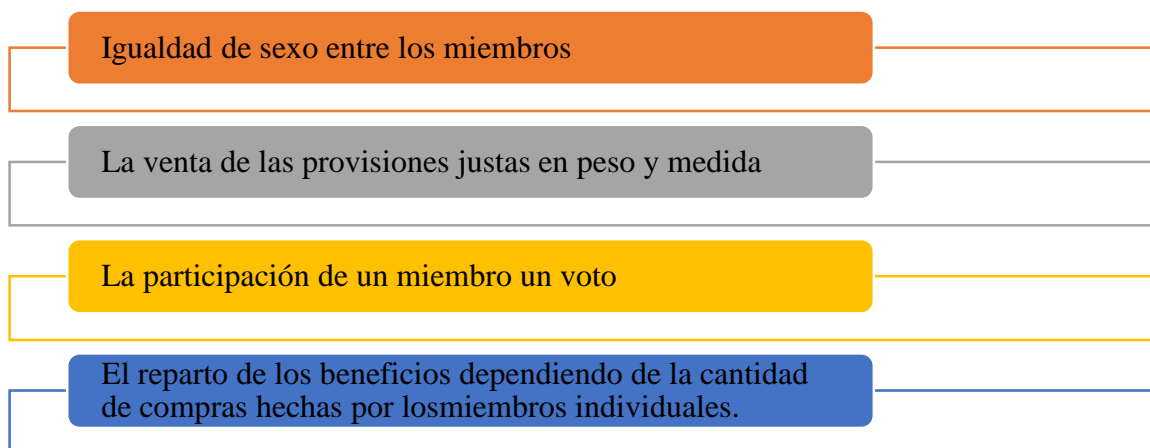 Igualdad de sexo entre los miembros
La venta de las provisiones justas en peso y medida
La participación de un miembro un voto
El reparto de los beneficios dependiendo de la cantidad
de compras hechas por losmiembros individuales.